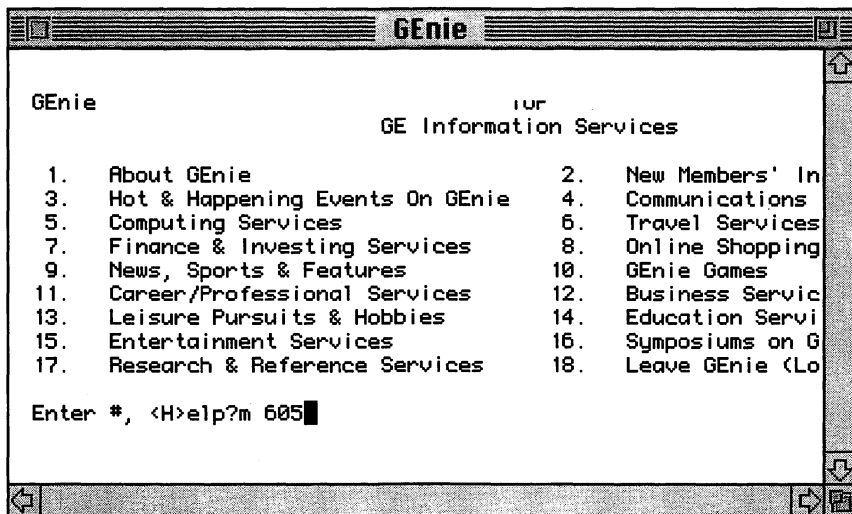 GEnie
GEnie
GE Information Services
1. About GEnie 2. New Members' In
3. Hot & Happening Events On GEnie 4. Communications
5. Computing Services 6. Travel Services
7. Finance & Investing Services 8. Online Shopping
9. News, Sports & Features 10. GEnie Games
11. Career/Professional Services 12. Business Servic
13. Leisure Pursuits & Hobbies 14. Education Servi
15. Entertainment Services 16. Symposiums on G
17. Research & Reference Services 18. Leave GEnie (Lo
Enter #, <H>elp?m 605